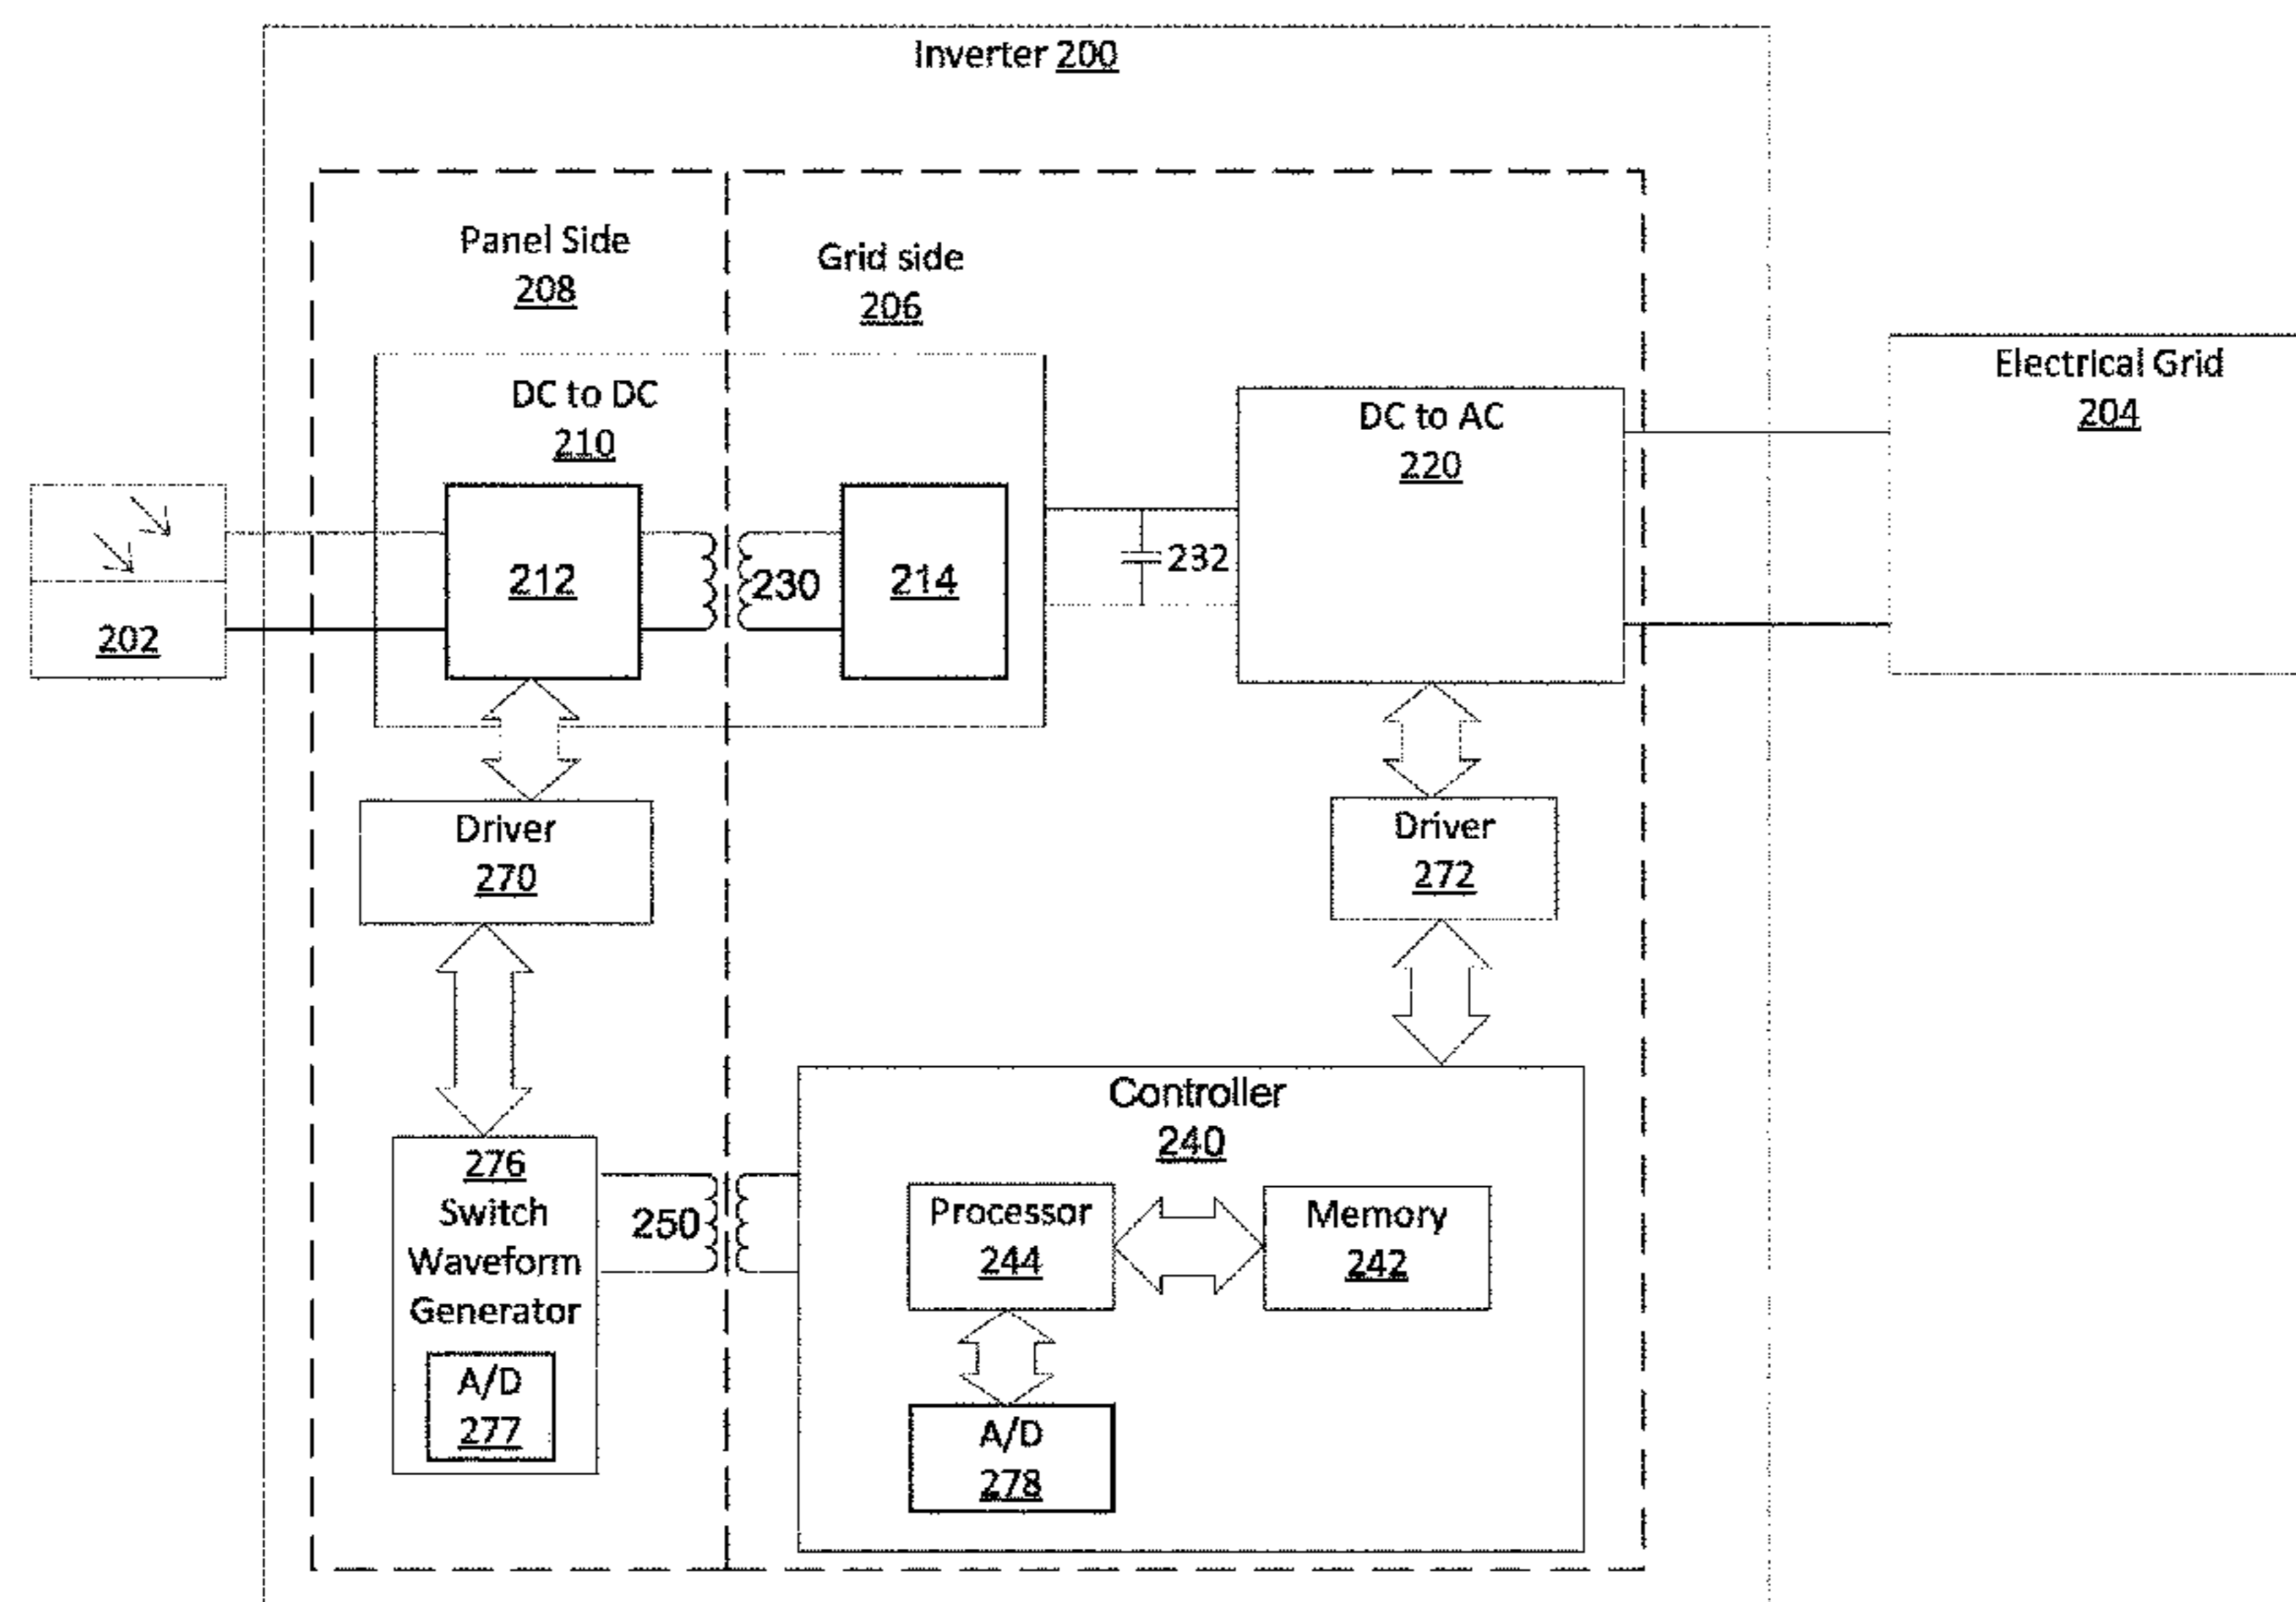 Inverter 200
Panel Side
208
Grid side
206
DC to DC
210
DC to AC
220
Electrical Grid
204
202
212
230
214
232
Driver
270
Driver
272
276
Switch
Waveform
Generator
A/D
277
250
Controller
240
Processor
244
Memory
242
A/D
278